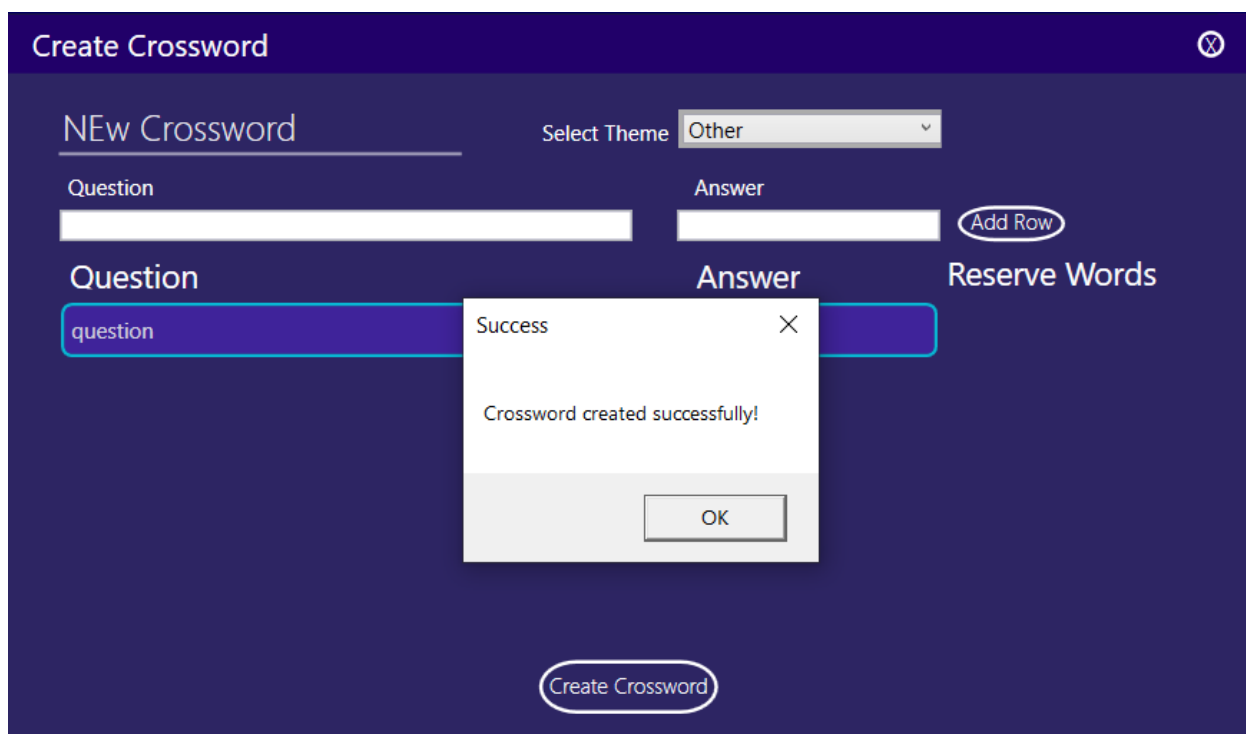 Create Crossword
NEw Crossword
Select Theme Other
Question Answer
Add Row
Question Answer Reserve Words
question
Success
Crossword created successfully!
OK
Create Crossword